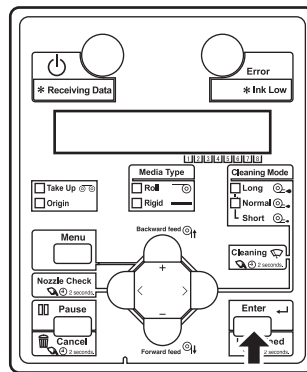 Error
* Receiving Data
* Ink Low
1 2 3 4 5 6 7 8
Take Up
Origin
Media Type
Roll
Rigid
Cleaning Mode
Long
Normal
Short
Menu
Backward feed
+
Cleaning
2 seconds.
Nozzle Check
2 seconds.
< >
Pause
Enter
−
Cancel
2 seconds.
Forward feed
2 seconds.